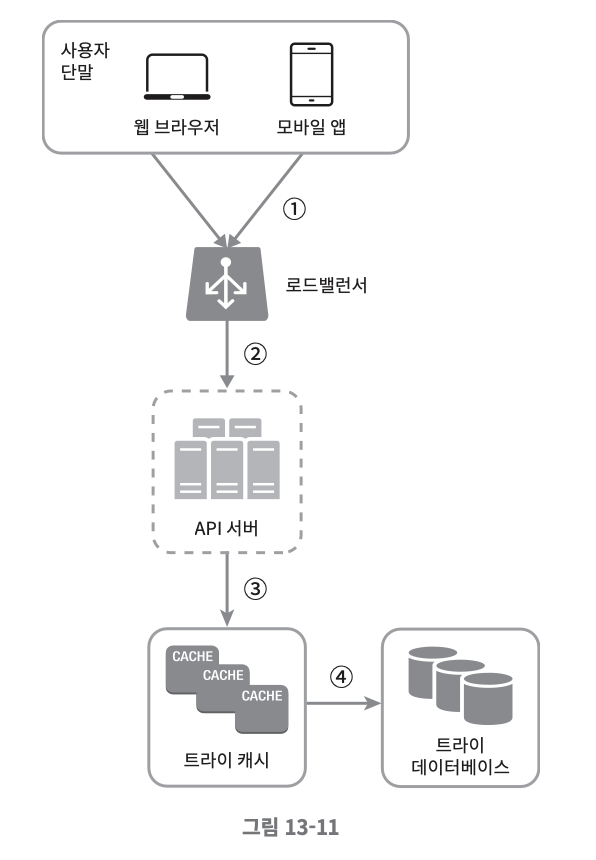 사용자
단말
웹 브라우저
모바일 앱
①
로드밸런서
②
API 서버
③
CACHE
CACHE
CACHE
트라이 캐시
④
트라이
데이터베이스
그림 13-11